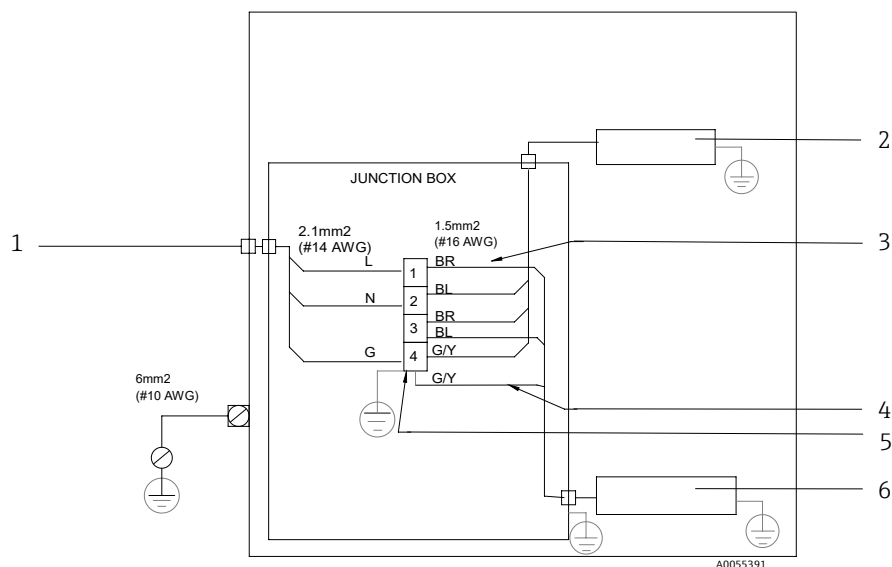 2
JUNCTION BOX
1
2.1mm2
(#14 AWG)
1.5mm2
(#16 AWG)
3
L
1
BR
N
2
BL
3
BR
BL
G
4
G/Y
G/Y
6mm2
(#10 AWG)
4
5
6
A0055391